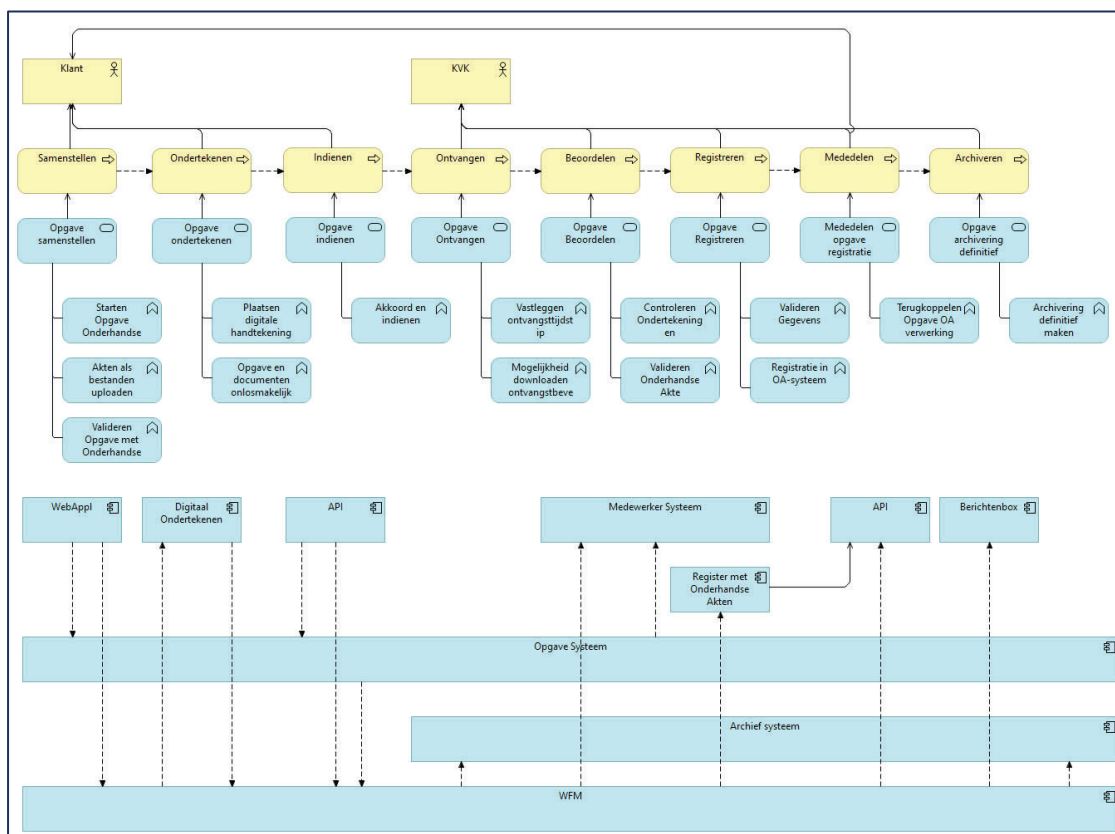 Klant
KVK
Samenstellen
Ondertekenen
Indienen
Ontvangen
Beoordelen
Registreren
Mededelen
Archiveren
Opgave
samenstellen
Opgave
ondertekenen
Opgave
indienen
Opgave
Ontvangen
Opgave
Beoordelen
Opgave
Registreren
Mededelen
opgave
registratie
Opgave
archivering
definitief
Starten
Opgave
Onderhandse
Plaatsen
digitale
handtekening
Akkoord en
indienen
Vastleggen
ontvangsttijdst
ip
Controleren
Ondertekening
en
Valideren
Gegevens
Terugkoppelen
Opgave OA
verwerking
Archivering
definitief
maken
Akten als
bestanden
uploaden
Opgave en
documenten
onlosmakelijk
Mogelijkheid
downloaden
ontvangstbeve
Valideren
Onderhandse
Akte
Registratie in
OA-systeem
Valideren
Opgave met
Onderhandse
WebAppl
Digitaal
Ondertekenen
API
Medewerker Systeem
API
Berichtenbox
Register met
Onderhandse
Akten
Opgave Systeem
Archief systeem
WFM